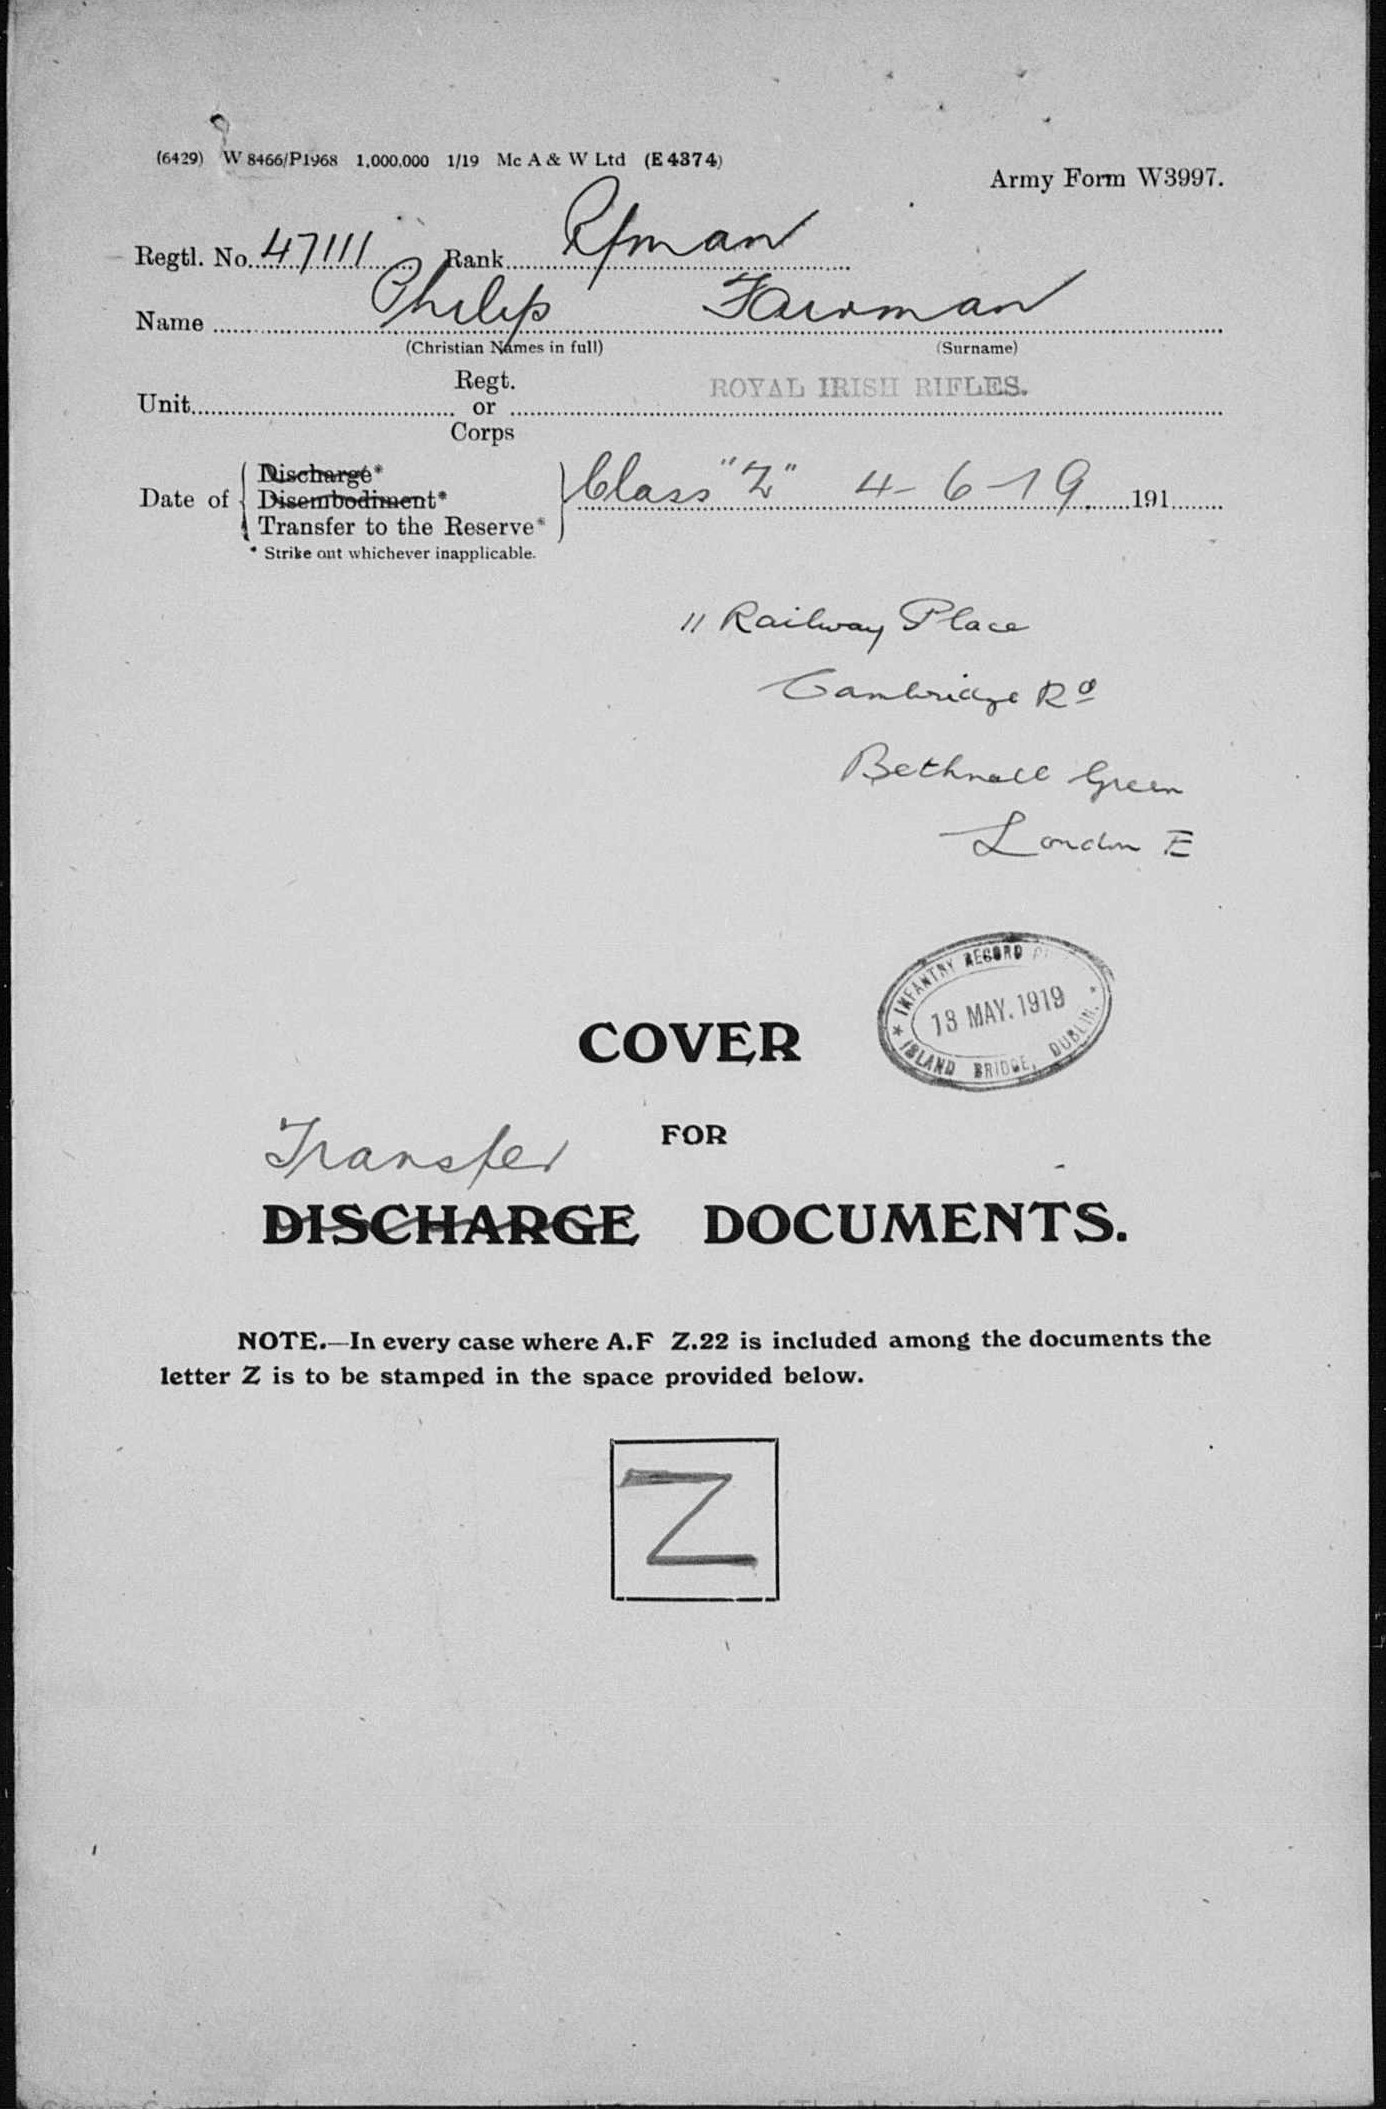 (6429) W 8466/P1968 1,000,000 1/19 Mc A & W Ltd (E 4374)
Army Form W3997.
Regtl. No. 47111 Rank Rfman
Name Philip Fairman
(Christian Names in full) (Surname)
Unit Regt. or Corps ROYAL IRISH RIFLES.
Date of
Discharge*
Disembodiment*
Transfer to the Reserve*
Class "Z" 4-6-19 191
* Strike out whichever inapplicable.
11 Railway Place
Cambridge Rd
Bethnall Green
London E
INFANTRY RECORD
13 MAY. 1919
ISLAND BRIDGE, DUBLIN.
COVER
FOR
Transfer
DISCHARGE DOCUMENTS.
NOTE.—In every case where A.F Z.22 is included among the documents the
letter Z is to be stamped in the space provided below.
Z